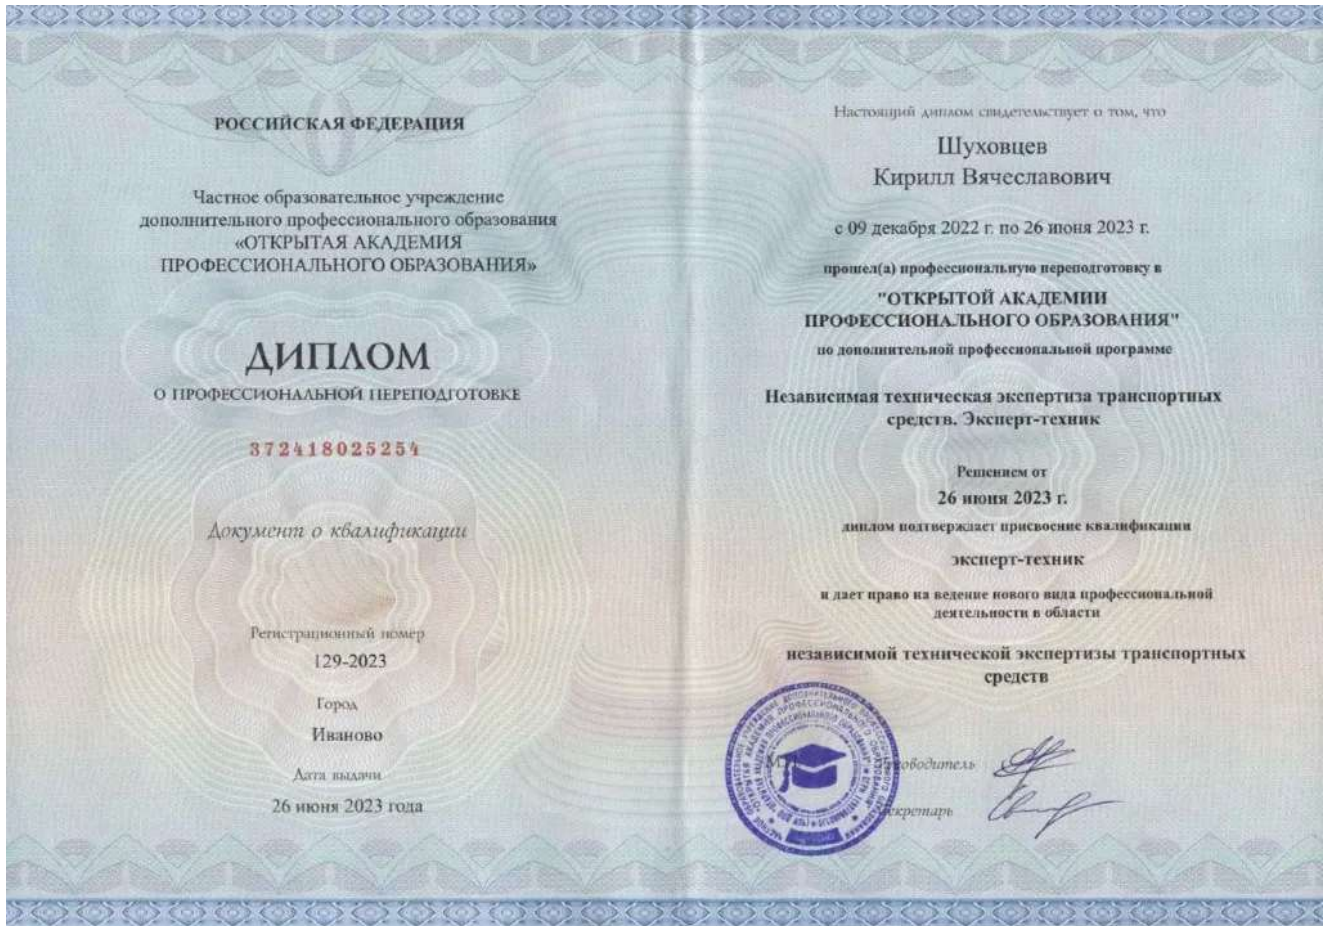 РОССИЙСКАЯ ФЕДЕРАЦИЯ
Частное образовательное учреждение
дополнительного профессионального образования
«ОТКРЫТАЯ АКАДЕМИЯ
ПРОФЕССИОНАЛЬНОГО ОБРАЗОВАНИЯ»
ДИПЛОМ
О ПРОФЕССИОНАЛЬНОЙ ПЕРЕПОДГОТОВКЕ
372418025254
Документ о квалификации
Регистрационный номер
129-2023
Город
Иваново
Дата выдачи
26 июня 2023 года
Настоящий диплом свидетельствует о том, что
Шуховцев
Кирилл Вячеславович
с 09 декабря 2022 г. по 26 июня 2023 г.
прошел(а) профессиональную переподготовку в
"ОТКРЫТОЙ АКАДЕМИИ
ПРОФЕССИОНАЛЬНОГО ОБРАЗОВАНИЯ"
по дополнительной профессиональной программе
Независимая техническая экспертиза транспортных
средств. Эксперт-техник
Решением от
26 июня 2023 г.
диплом подтверждает присвоение квалификации
эксперт-техник
и дает право на ведение нового вида профессиональной
деятельности в области
независимой технической экспертизы транспортных
средств
М.П.
Руководитель
Секретарь